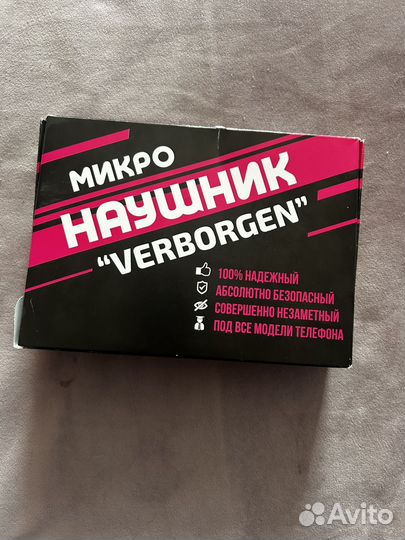 МИКРО
НАУШНИК
“VERBORGEN”
100% НАДЕЖНЫЙ
АБСОЛЮТНО БЕЗОПАСНЫЙ
СОВЕРШЕННО НЕЗАМЕТНЫЙ
ПОД ВСЕ МОДЕЛИ ТЕЛЕФОНА
Avito